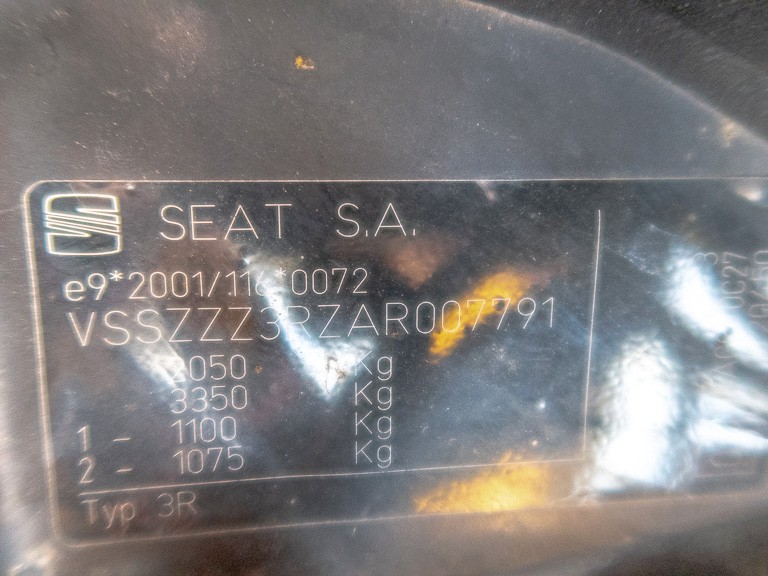 SEAT S.A.
e9*2001/116*0072
VSSZZZ3RZAR007791
2050 Kg
3350 Kg
1 - 1100 Kg
2 - 1075 Kg
Typ 3R